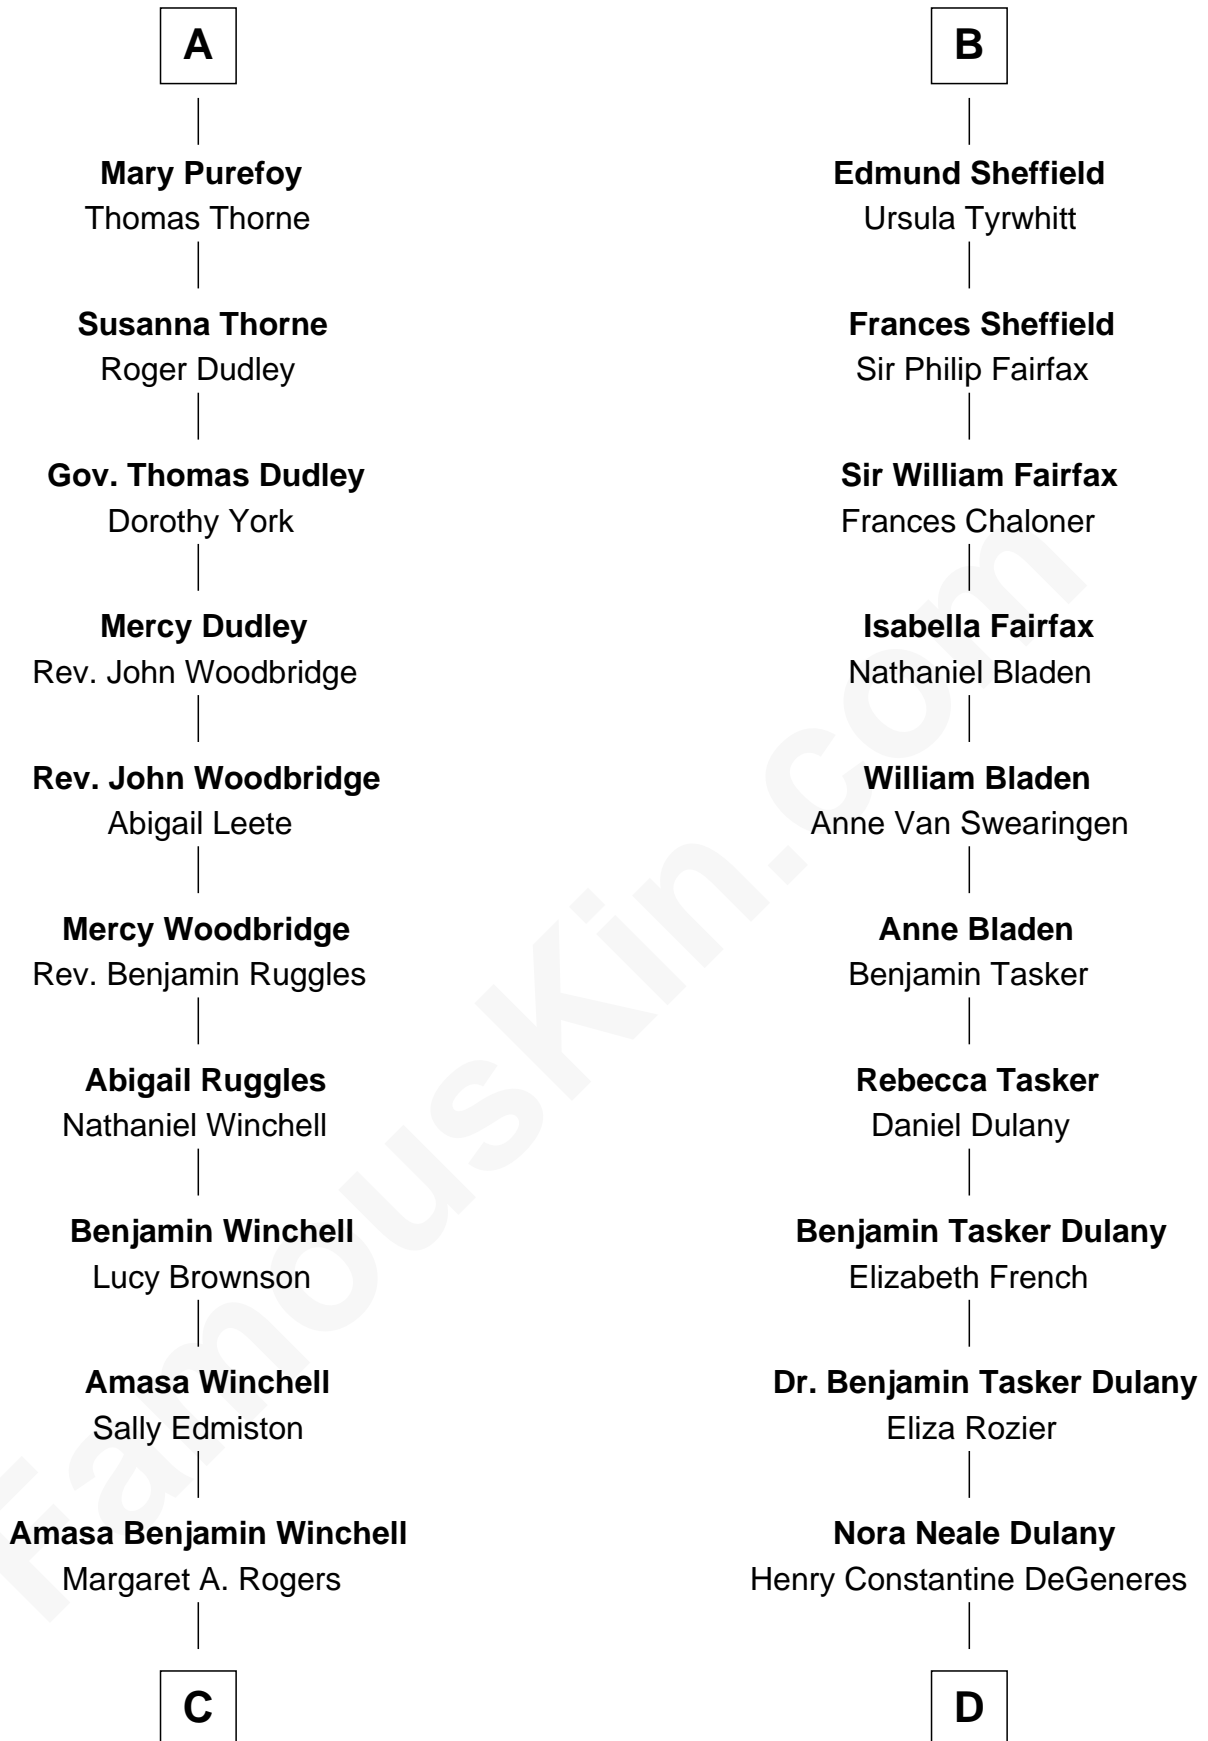 A
Mary Purefoy
Thomas Thorne
Susanna Thorne
Roger Dudley
Gov. Thomas Dudley
Dorothy York
Mercy Dudley
Rev. John Woodbridge
Rev. John Woodbridge
Abigail Leete
Mercy Woodbridge
Rev. Benjamin Ruggles
Abigail Ruggles
Nathaniel Winchell
Benjamin Winchell
Lucy Brownson
Amasa Winchell
Sally Edmiston
Amasa Benjamin Winchell
Margaret A. Rogers
C
B
Edmund Sheffield
Ursula Tyrwhitt
Frances Sheffield
Sir Philip Fairfax
Sir William Fairfax
Frances Chaloner
Isabella Fairfax
Nathaniel Bladen
William Bladen
Anne Van Swearingen
Anne Bladen
Benjamin Tasker
Rebecca Tasker
Daniel Dulany
Benjamin Tasker Dulany
Elizabeth French
Dr. Benjamin Tasker Dulany
Eliza Rozier
Nora Neale Dulany
Henry Constantine DeGeneres
D
FamousKin.com